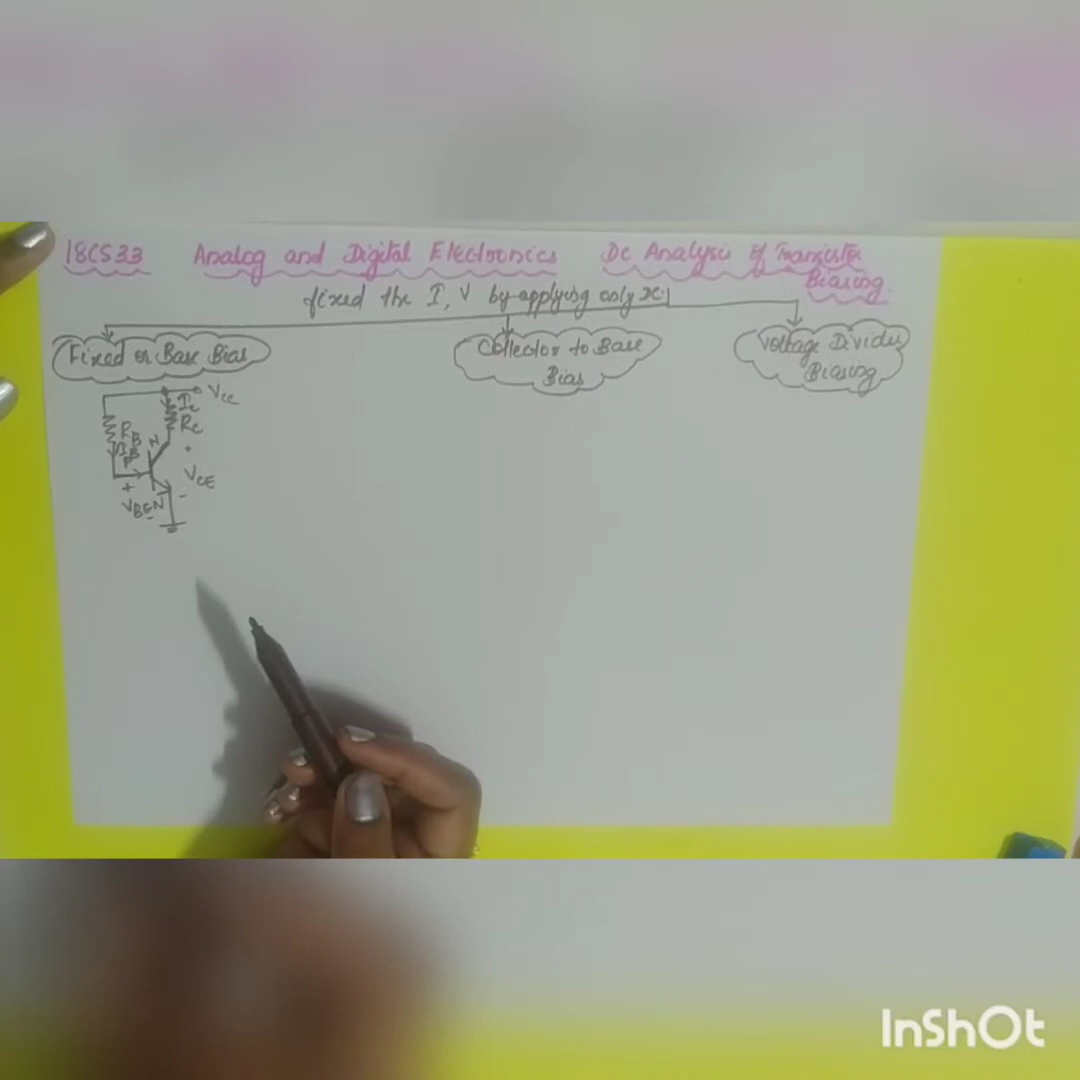 18CS33 Analog and Digital Electronics Dc Analysis of Transistor
Biasing
fixed the I, V by applying only
Fixed or Base Bias
Collector to Base
Bias
Voltage Divider
Biasing
VCC
IC
RC
RB
IB
N
P
+
VCE
-
+
VBE
N
-
InShOt